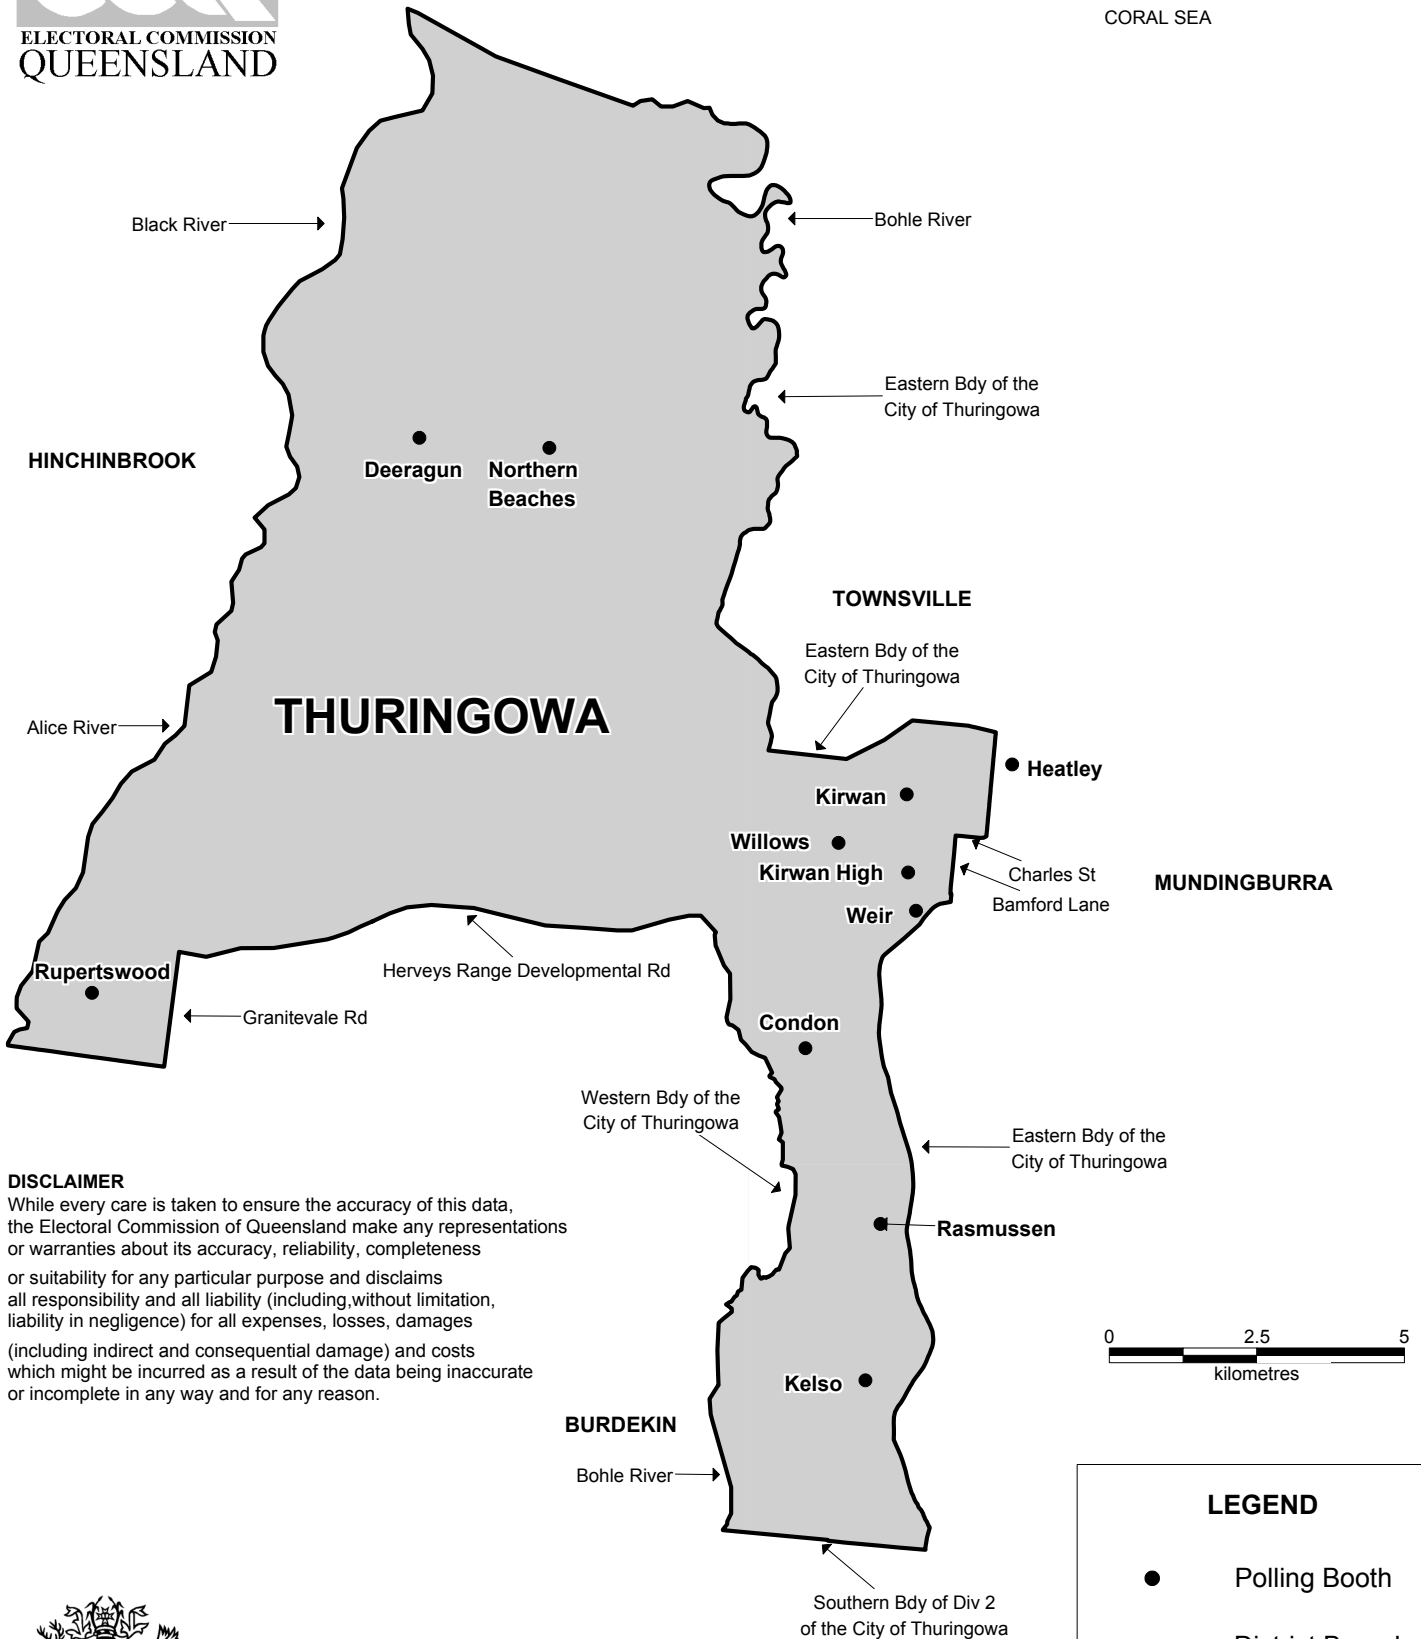 CORAL SEA
ELECTORAL COMMISSION
QUEENSLAND
Black River
Bohle River
Eastern Bdy of the
City of Thuringowa
HINCHINBROOK
Deeragun
Northern
Beaches
TOWNSVILLE
Eastern Bdy of the
City of Thuringowa
THURINGOWA
Alice River
Heatley
Kirwan
Willows
Kirwan High
Charles St
MUNDINGBURRA
Bamford Lane
Weir
Rupertswood
Herveys Range Developmental Rd
Granitevale Rd
Condon
Western Bdy of the
City of Thuringowa
Eastern Bdy of the
City of Thuringowa
DISCLAIMER
While every care is taken to ensure the accuracy of this data,
the Electoral Commission of Queensland make any representations
or warranties about its accuracy, reliability, completeness
or suitability for any particular purpose and disclaims
all responsibility and all liability (including,without limitation,
liability in negligence) for all expenses, losses, damages
(including indirect and consequential damage) and costs
which might be incurred as a result of the data being inaccurate
or incomplete in any way and for any reason.
Rasmussen
0 2.5 5
kilometres
Kelso
BURDEKIN
Bohle River
LEGEND
Polling Booth
Southern Bdy of Div 2
of the City of Thuringowa